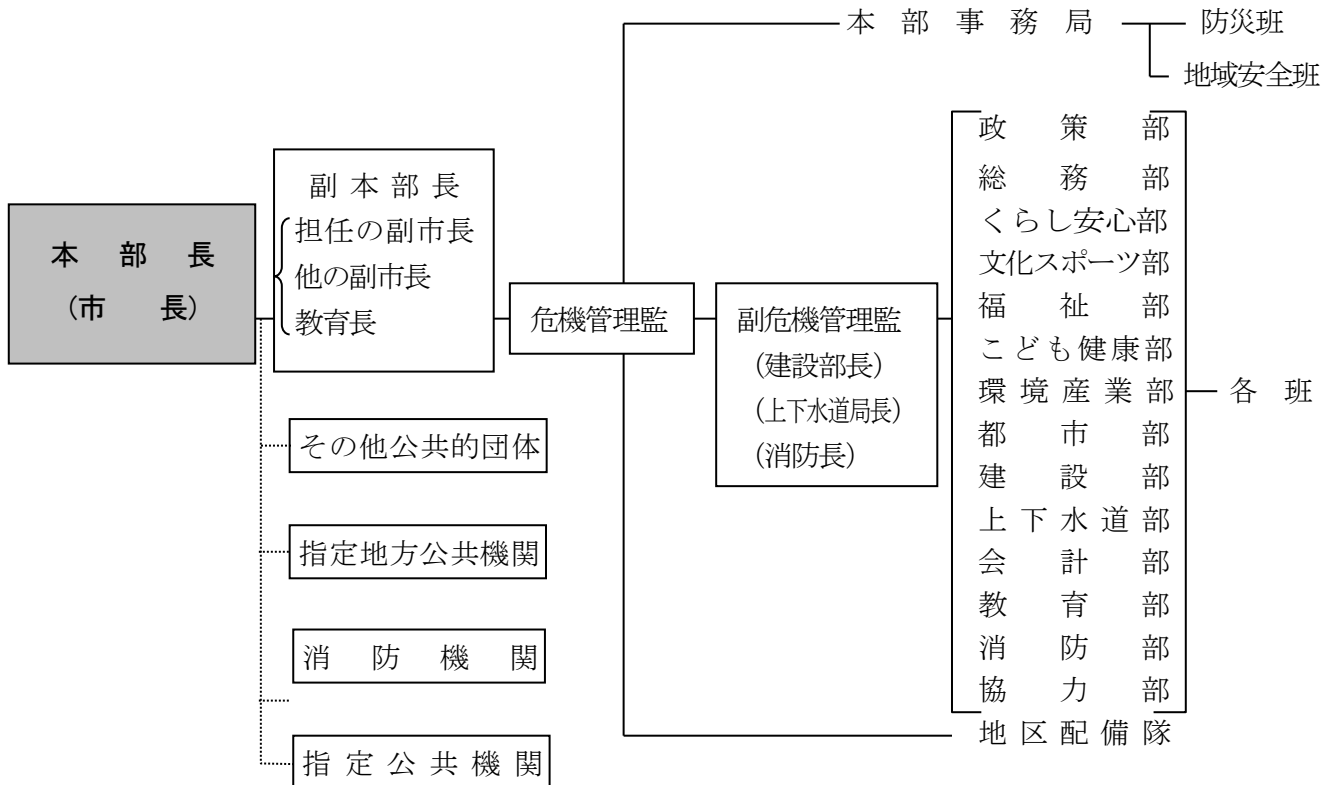 本部事務局
防災班
地域安全班
本部長
(市長)
副本部長
担任の副市長
他の副市長
教育長
危機管理監
副危機管理監
(建設部長)
(上下水道局長)
(消防長)
政策部
総務部
くらし安心部
文化スポーツ部
福祉部
こども健康部
環境産業部
都市部
建設部
上下水道部
会計部
教育部
消防部
協力部
各班
地区配備隊
その他公共的団体
指定地方公共機関
消防機関
指定公共機関